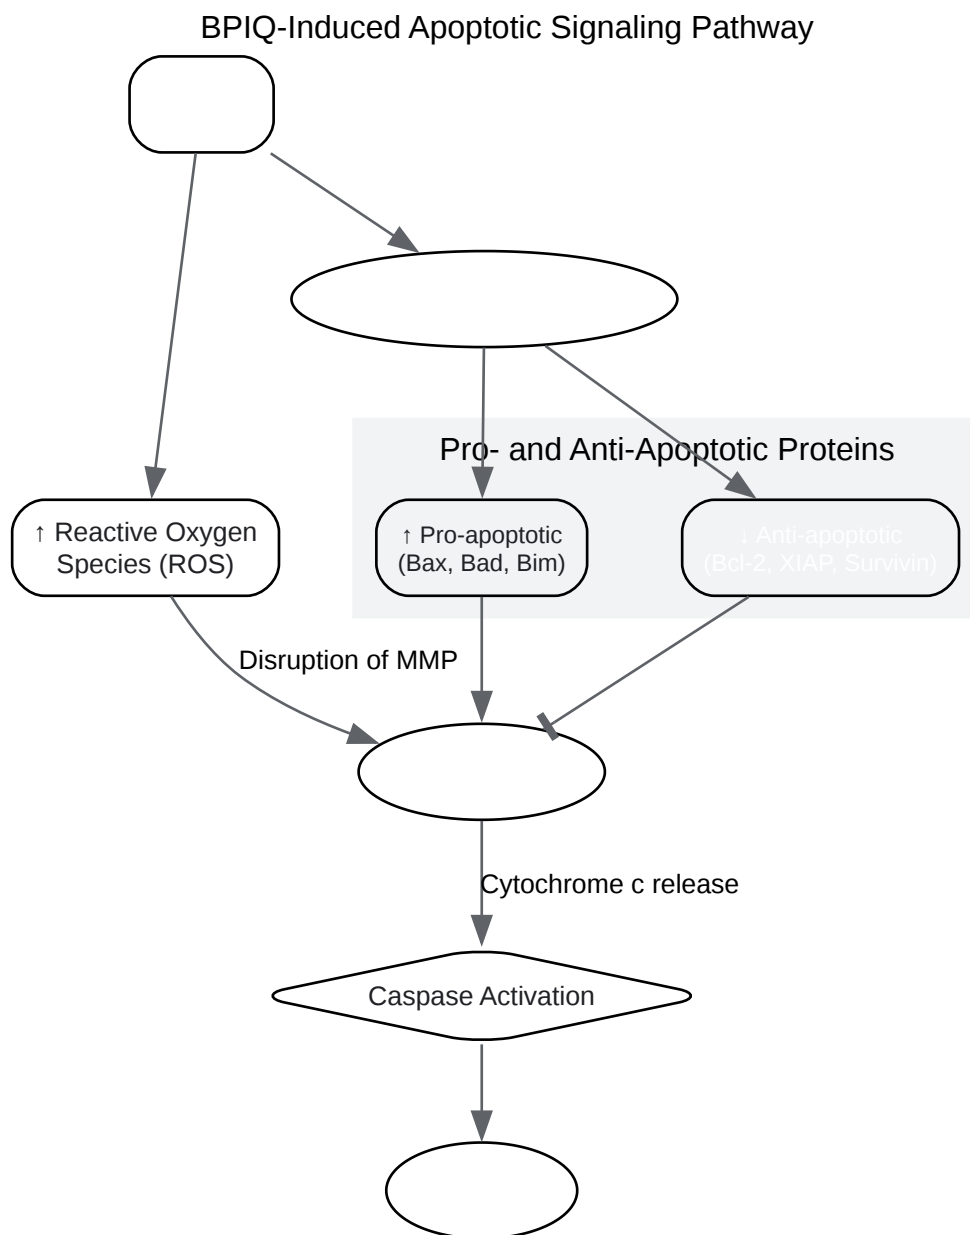 BPIQ-Induced Apoptotic Signaling Pathway
Pro- and Anti-Apoptotic Proteins
↑ Reactive Oxygen
Species (ROS)
↑ Pro-apoptotic
(Bax, Bad, Bim)
↓ Anti-apoptotic
(Bcl-2, XIAP, Survivin)
Disruption of MMP
Cytochrome c release
Caspase Activation